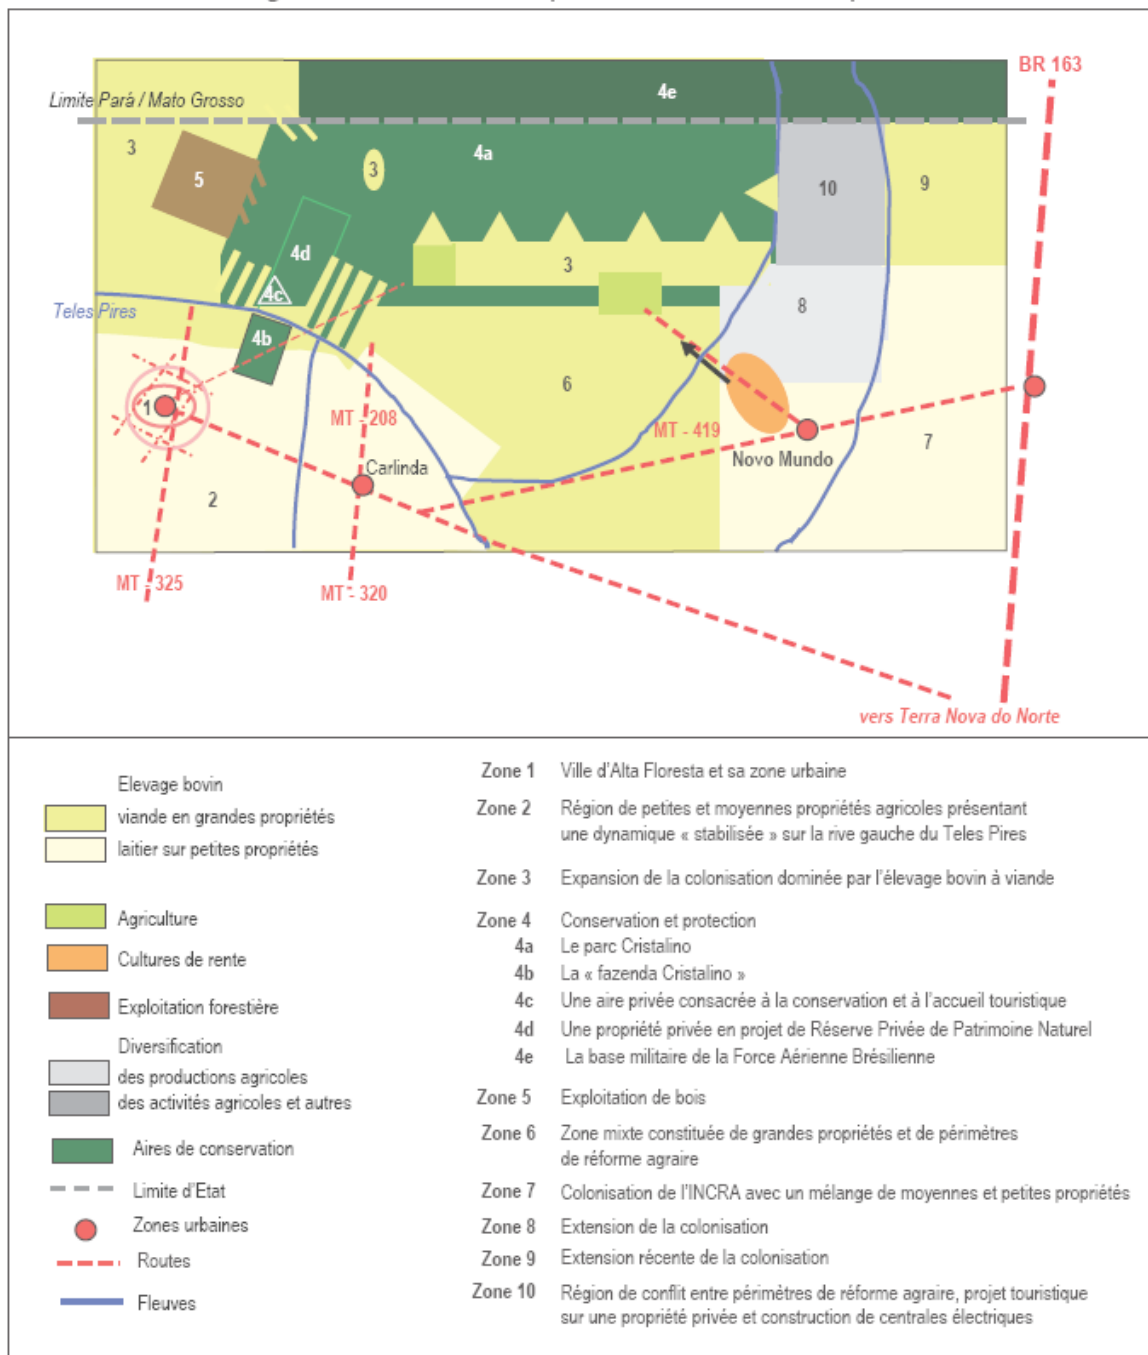 BR 163
Limite Pará / Mato Grosso
4e
3
4a
5
3
10
9
4d
3
4c
8
Teles Pires
4b
6
1
MT - 208
MT - 419
7
Novo Mundo
Carlinda
2
MT - 325
MT - 320
vers Terra Nova do Norte
Elevage bovin
viande en grandes propriétés
laitier sur petites propriétés
Agriculture
Cultures de rente
Exploitation forestière
Diversification
des productions agricoles
des activités agricoles et autres
Aires de conservation
Limite d'Etat
Zones urbaines
Routes
Fleuves
Zone 1 Ville d'Alta Floresta et sa zone urbaine
Zone 2 Région de petites et moyennes propriétés agricoles présentant
une dynamique « stabilisée » sur la rive gauche du Teles Pires
Zone 3 Expansion de la colonisation dominée par l'élevage bovin à viande
Zone 4 Conservation et protection
4a Le parc Cristalino
4b La « fazenda Cristalino »
4c Une aire privée consacrée à la conservation et à l'accueil touristique
4d Une propriété privée en projet de Réserve Privée de Patrimoine Naturel
4e La base militaire de la Force Aérienne Brésilienne
Zone 5 Exploitation de bois
Zone 6 Zone mixte constituée de grandes propriétés et de périmètres
de réforme agraire
Zone 7 Colonisation de l'INCRA avec un mélange de moyennes et petites propriétés
Zone 8 Extension de la colonisation
Zone 9 Extension récente de la colonisation
Zone 10 Région de conflit entre périmètres de réforme agraire, projet touristique
sur une propriété privée et construction de centrales électriques